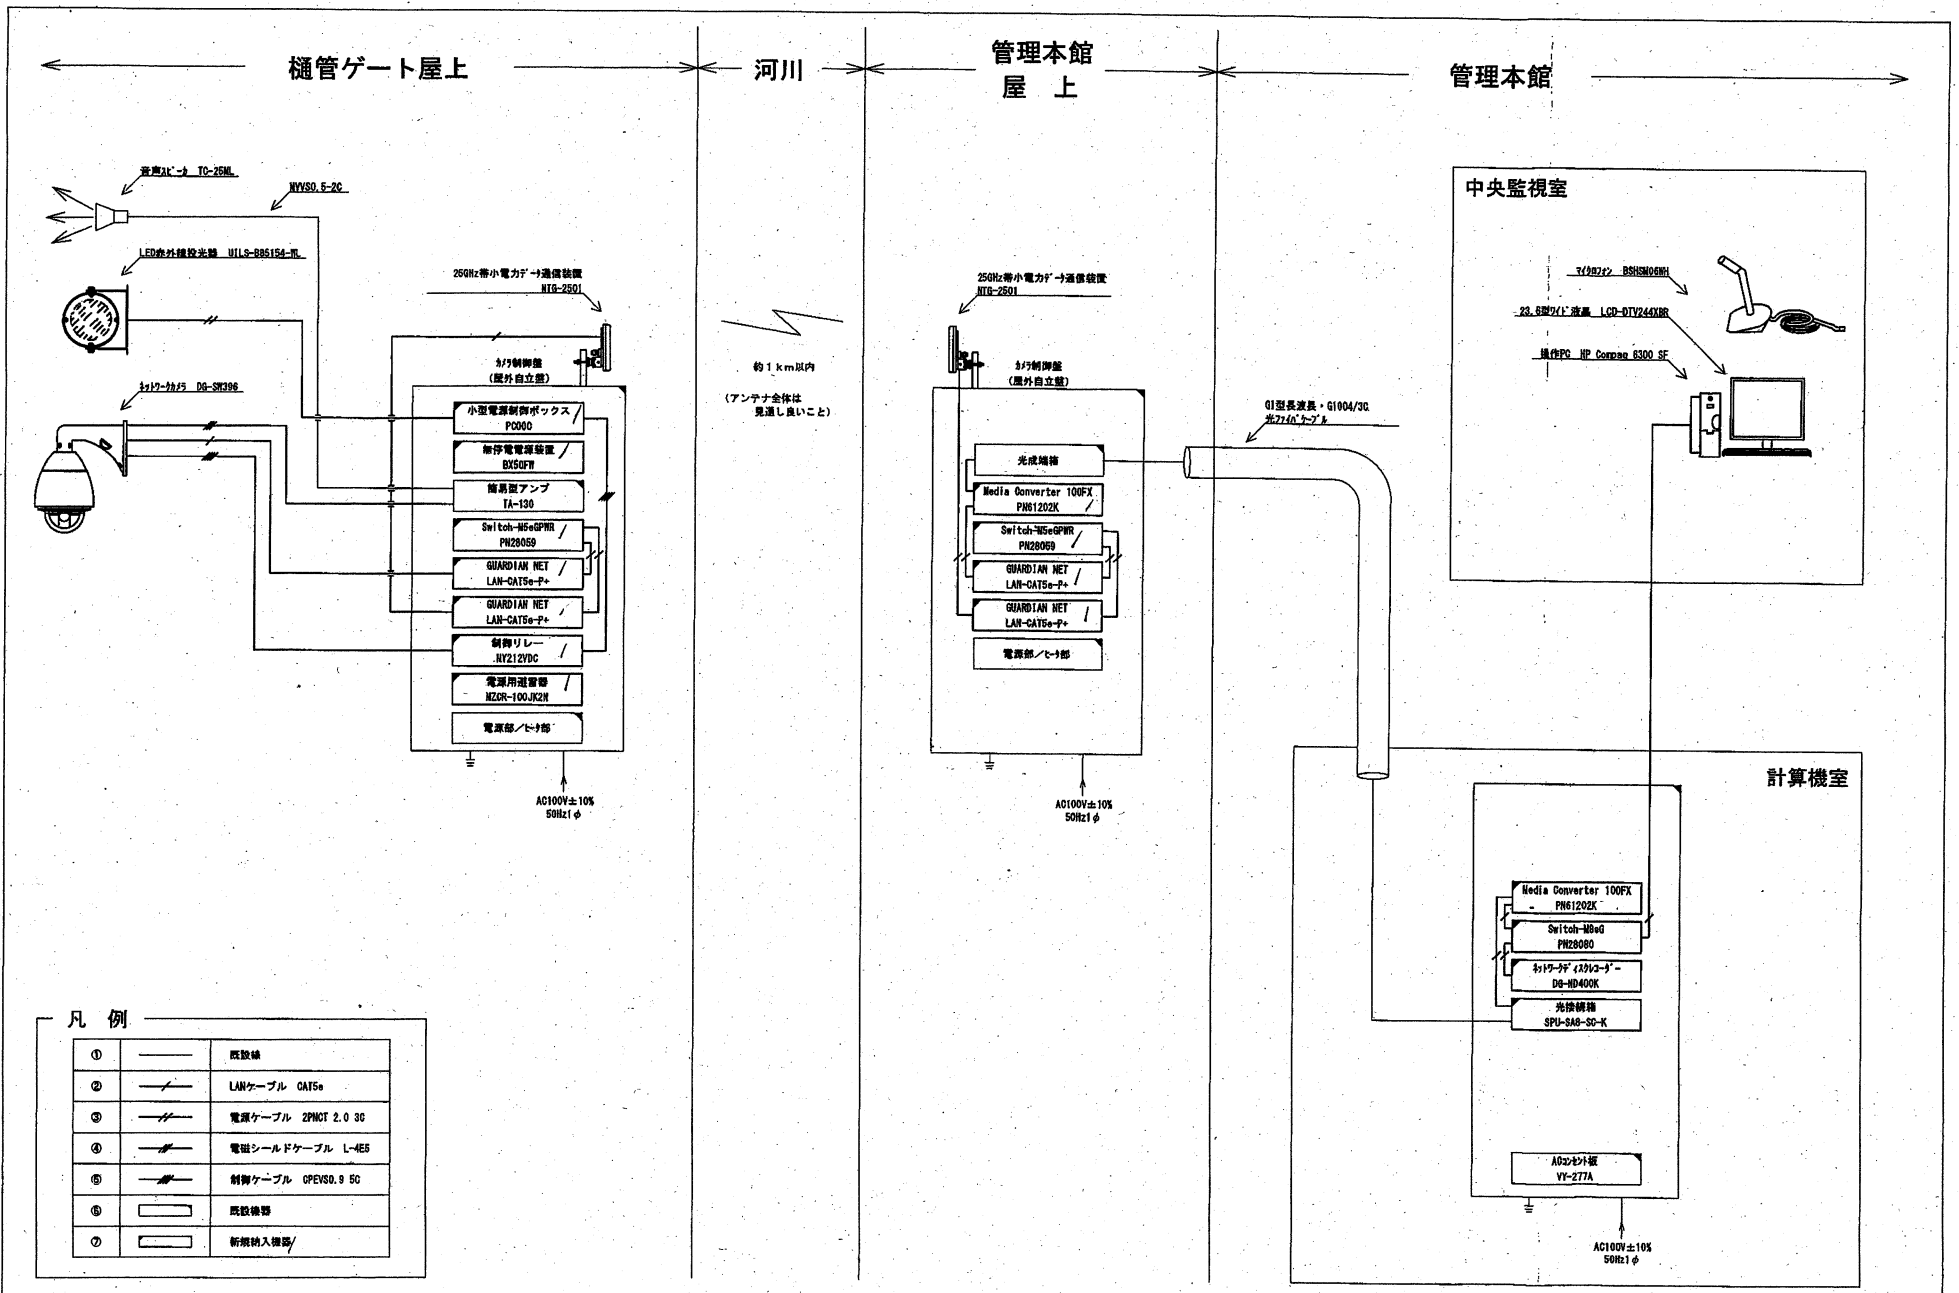 樋管ゲート屋上
河川
管理本館
屋　上
管理本館
音声ｽﾋﾟｰｶ TC-25ML
MVVS0.5-2C
LED赤外線投光器
ﾈｯﾄﾜｰｸｶﾒﾗ DG-SW396
25GHz帯小電力ﾃﾞｰﾀ通信装置
NTG-2501
ｶﾒﾗ制御盤
(屋外自立盤)
小型電源制御ボックス
無停電電源装置
BX50FW
簡易型アンプ
TA-130
Switch-M5eGPWR
PN28059
GUARDIAN NET
LAN-CAT5e-P+
GUARDIAN NET
LAN-CAT5e-P+
制御リレー
電源用避雷器
MZCR-100JK2N
電源部／ﾋｰﾀ部
AC100V±10%
50Hz1φ
約1km以内
(アンテナ全体は
見通し良いこと)
25GHz帯小電力ﾃﾞｰﾀ通信装置
NTG-2501
ｶﾒﾗ制御盤
(屋外自立盤)
光成端箱
Media Converter 100FX
PN61202K
Switch-M5eGPWR
PN28059
GUARDIAN NET
LAN-CAT5e-P+
GUARDIAN NET
LAN-CAT5e-P+
電源部／ﾋｰﾀ部
AC100V±10%
50Hz1φ
GI型長波長・G1004/3C
光ﾌｧｲﾊﾞｹｰﾌﾞﾙ
中央監視室
ﾏｲｸﾛﾌｫﾝ BSHSM06WH
23.6型ﾜｲﾄﾞ液晶 LCD-DTV244XBR
操作PC HP Compaq 6300 SF
計算機室
Media Converter 100FX
PN61202K
Switch-M8eG
PN28080
ﾈｯﾄﾜｰｸﾃﾞｨｽｸﾚｺｰﾀﾞｰ
DG-ND400K
光接続箱
SPU-SA8-SC-K
ACｺﾝｾﾝﾄ板
VY-277A
AC100V±10%
50Hz1φ
凡　例
① 既設線
② LANケーブル CAT5e
③ 電源ケーブル 2PNCT 2.0 3C
④ 電磁シールドケーブル L-4E5
⑤ 制御ケーブル CPEVS0.9 5C
⑥ 既設機器
⑦ 新規納入機器